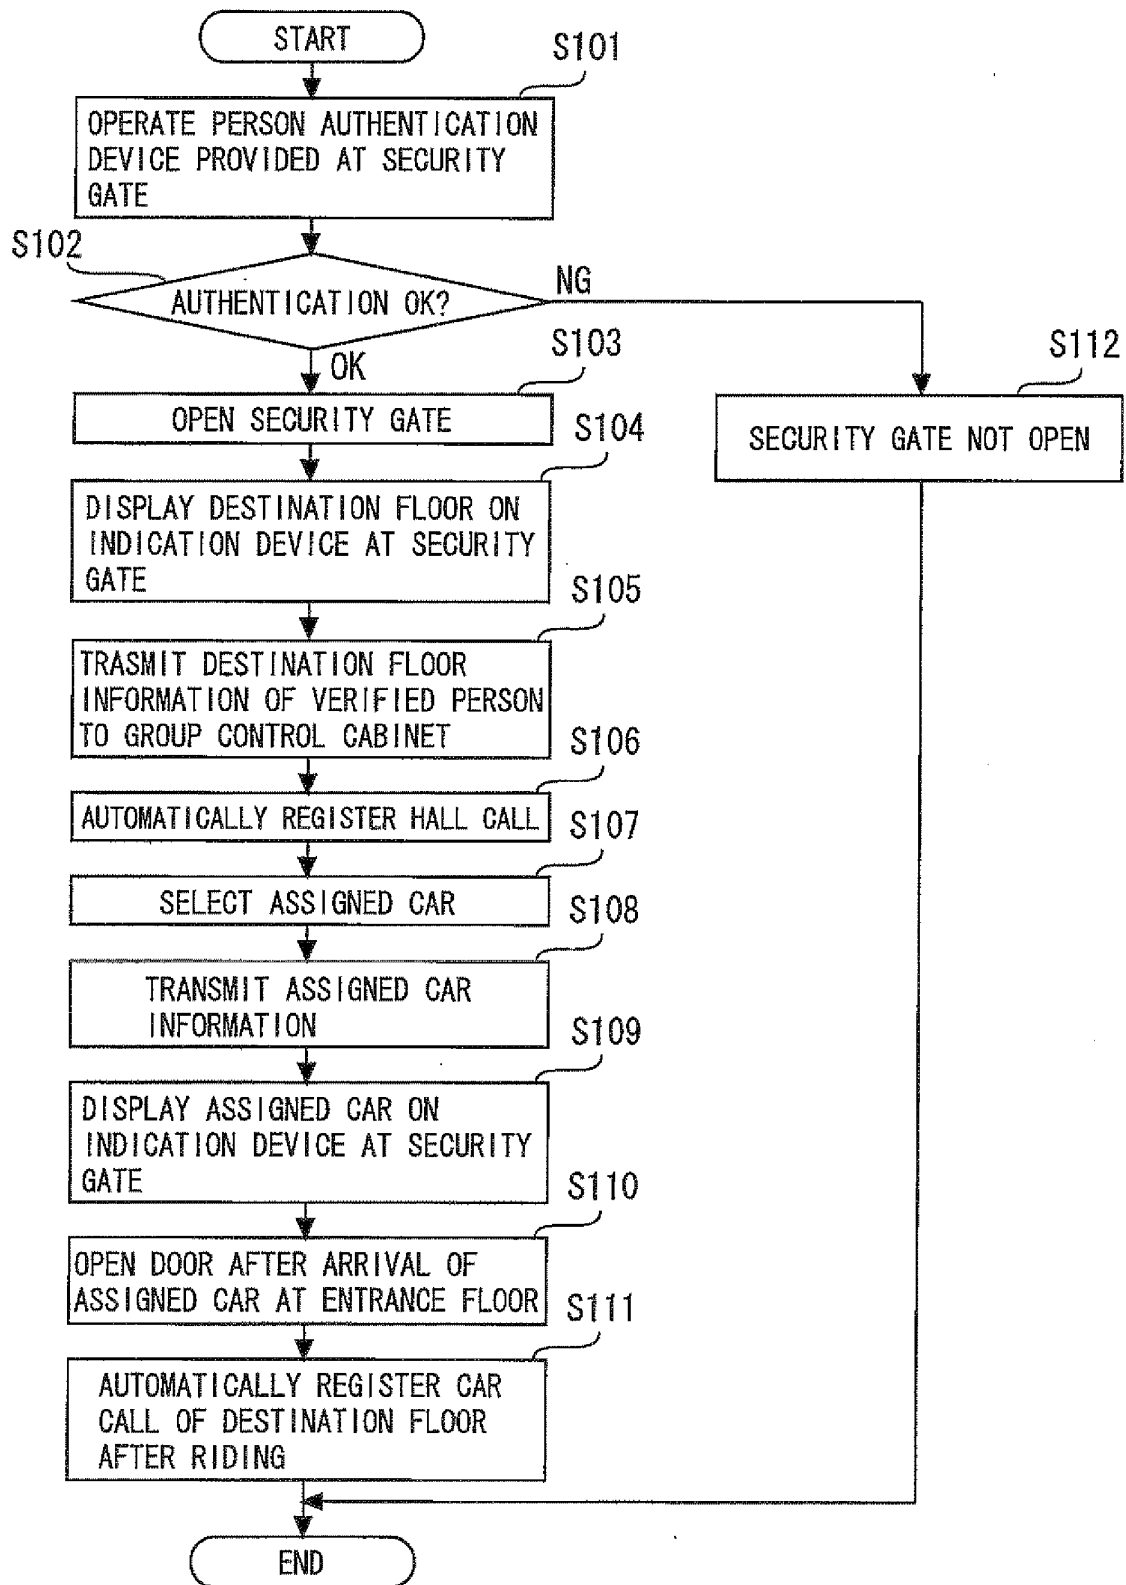 START
S101
OPERATE PERSON AUTHENTICATION
DEVICE PROVIDED AT SECURITY
GATE
S102
AUTHENTICATION OK?
NG
OK
S103
OPEN SECURITY GATE
S112
SECURITY GATE NOT OPEN
S104
DISPLAY DESTINATION FLOOR ON
INDICATION DEVICE AT SECURITY
GATE
S105
TRASMIT DESTINATION FLOOR
INFORMATION OF VERIFIED PERSON
TO GROUP CONTROL CABINET
S106
AUTOMATICALLY REGISTER HALL CALL
S107
SELECT ASSIGNED CAR
S108
TRANSMIT ASSIGNED CAR
INFORMATION
S109
DISPLAY ASSIGNED CAR ON
INDICATION DEVICE AT SECURITY
GATE
S110
OPEN DOOR AFTER ARRIVAL OF
ASSIGNED CAR AT ENTRANCE FLOOR
S111
AUTOMATICALLY REGISTER CAR
CALL OF DESTINATION FLOOR
AFTER RIDING
END